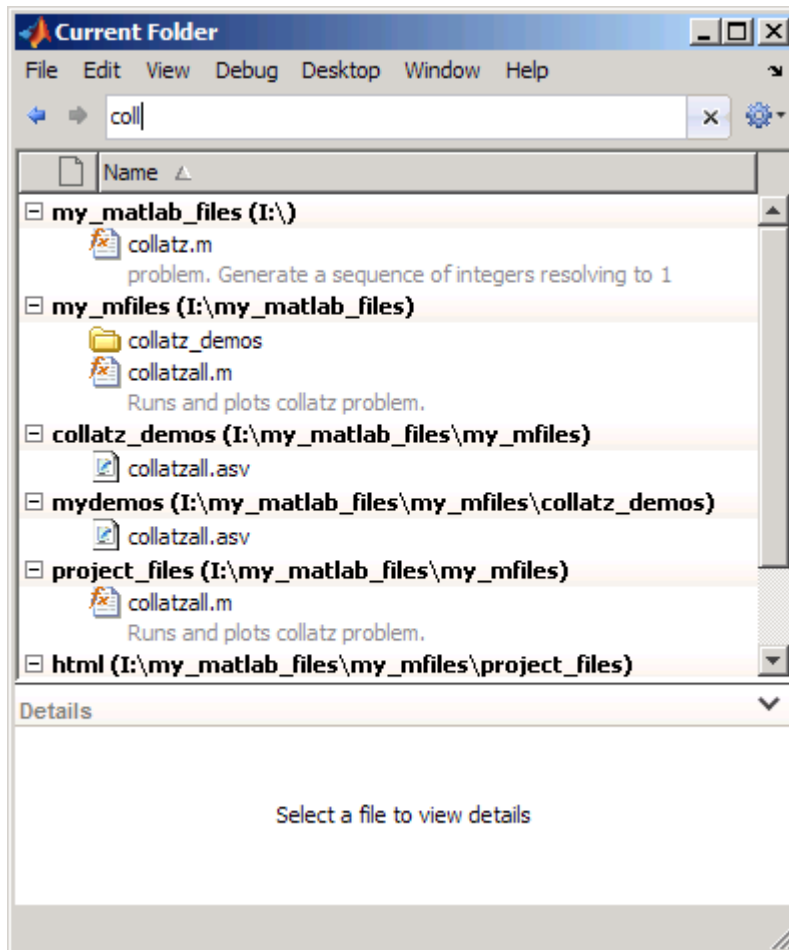 Current Folder
File Edit View Debug Desktop Window Help
coll
Name
my_matlab_files (I:\)
collatz.m
problem. Generate a sequence of integers resolving to 1
my_mfiles (I:\my_matlab_files)
collatz_demos
collatzall.m
Runs and plots collatz problem.
collatz_demos (I:\my_matlab_files\my_mfiles)
collatzall.asv
mydemos (I:\my_matlab_files\my_mfiles\collatz_demos)
collatzall.asv
project_files (I:\my_matlab_files\my_mfiles)
collatzall.m
Runs and plots collatz problem.
html (I:\my_matlab_files\my_mfiles\project_files)
Details
Select a file to view details